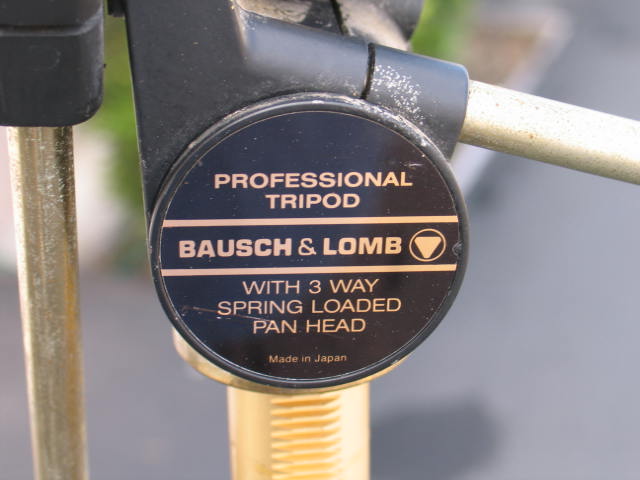 PROFESSIONAL
TRIPOD
BAUSCH & LOMB
WITH 3 WAY
SPRING LOADED
PAN HEAD
Made in Japan